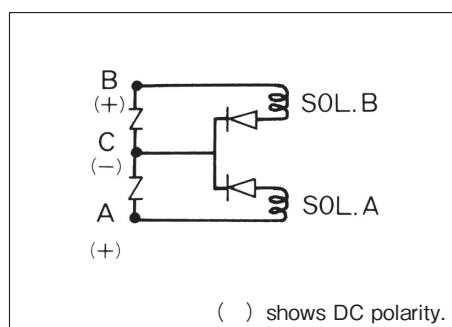 B
(+)
SOL.B
C
(−)
SOL.A
A
(+)
( ) shows DC polarity.